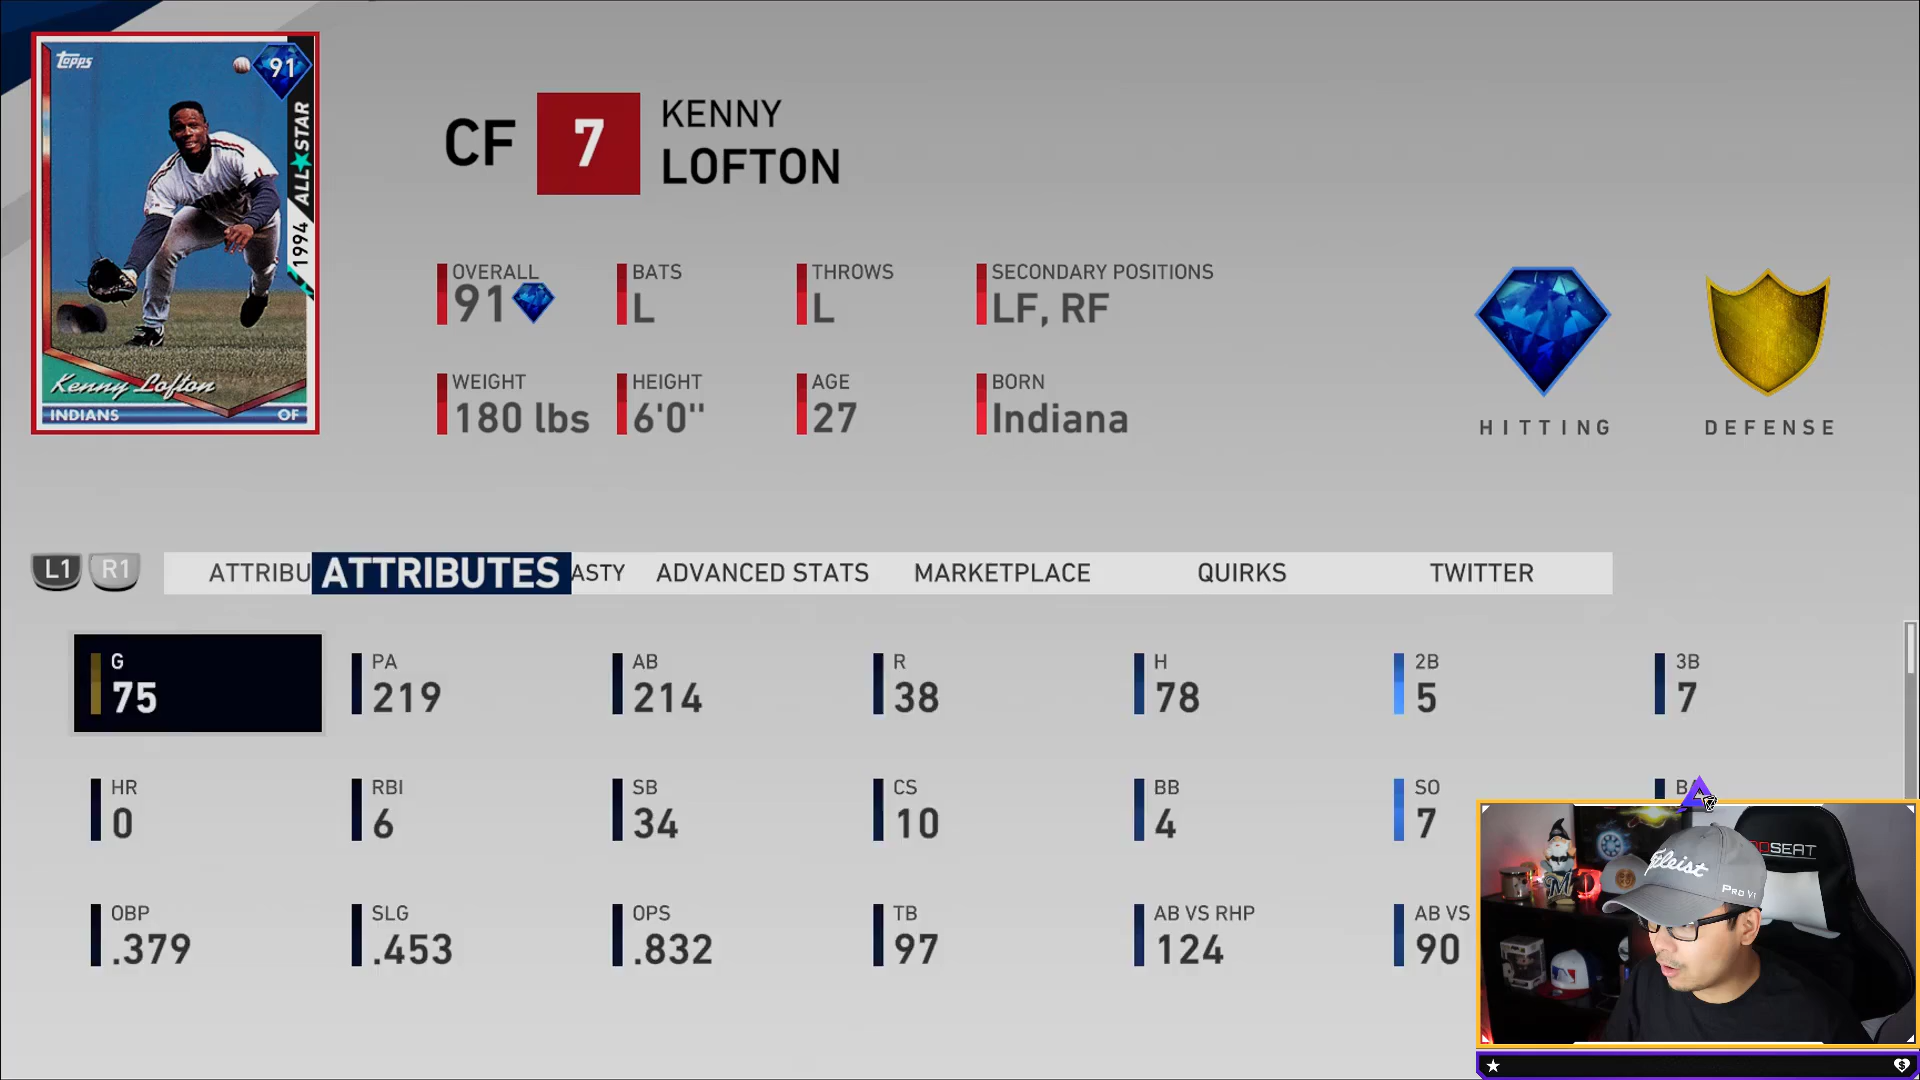 Topps
91
ALL★STAR
1994
Kenny Lofton
INDIANS OF
CF 7 KENNY
LOFTON
OVERALL BATS THROWS SECONDARY POSITIONS
91 L L LF, RF
WEIGHT HEIGHT AGE BORN
180 lbs 6'0" 27 Indiana
HITTING DEFENSE
L1 R1 ATTRIBU ATTRIBUTES ASTY ADVANCED STATS MARKETPLACE QUIRKS TWITTER
G PA AB R H 2B 3B
75 219 214 38 78 5 7
HR RBI SB CS BB SO
0 6 34 10 4 7
OBP SLG OPS TB AB VS RHP AB VS
.379 .453 .832 97 124 90
Titleist
PRO V1
SEAT
M